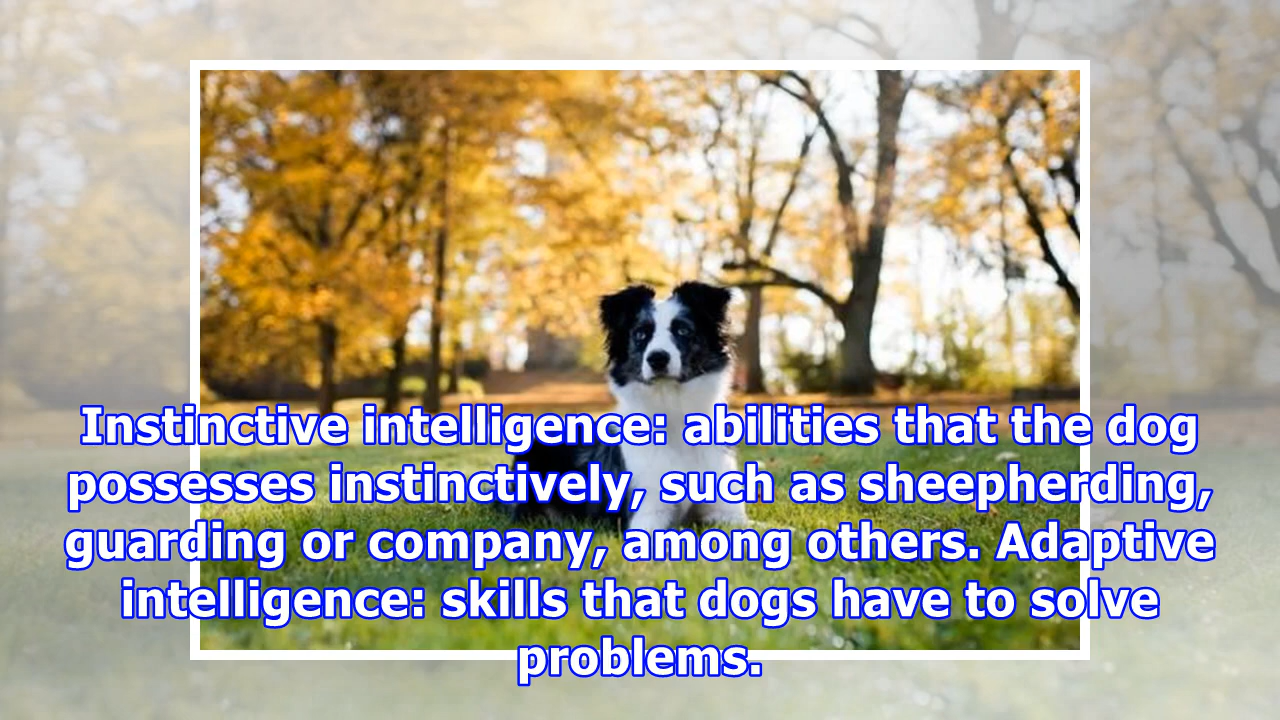 Instinctive intelligence: abilities that the dog
possesses instinctively, such as sheepherding,
guarding or company, among others. Adaptive
intelligence: skills that dogs have to solve
problems.